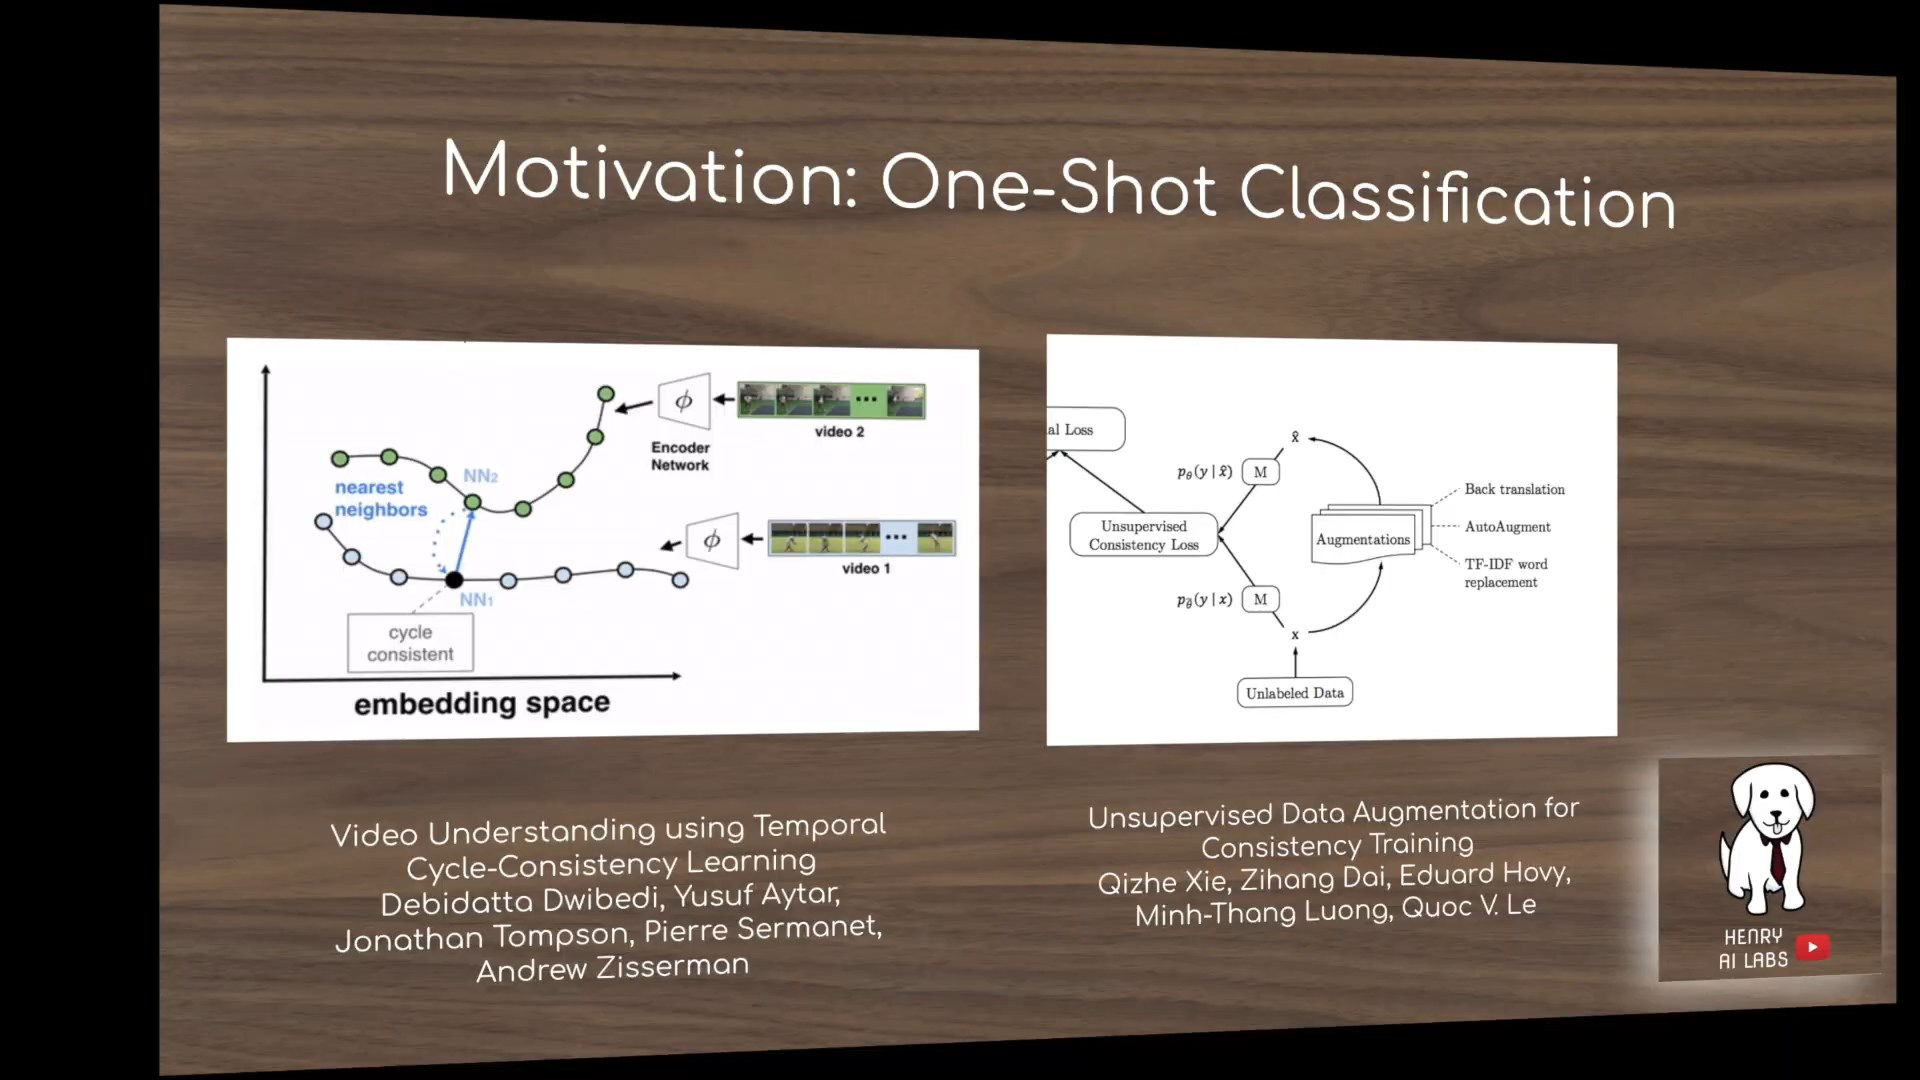 Motivation: One-Shot Classification
ϕ
Encoder
Network
video 2
NN2
nearest
neighbors
ϕ
video 1
NN1
cycle
consistent
embedding space
al Loss
x̂
pθ(y | x̂)
M
Unsupervised
Consistency Loss
Augmentations
Back translation
AutoAugment
TF-IDF word
replacement
pθ̃(y | x)
M
x
Unlabeled Data
Video Understanding using Temporal
Cycle-Consistency Learning
Debidatta Dwibedi, Yusuf Aytar,
Jonathan Tompson, Pierre Sermanet,
Andrew Zisserman
Unsupervised Data Augmentation for
Consistency Training
Qizhe Xie, Zihang Dai, Eduard Hovy,
Minh-Thang Luong, Quoc V. Le
HENRY
AI LABS